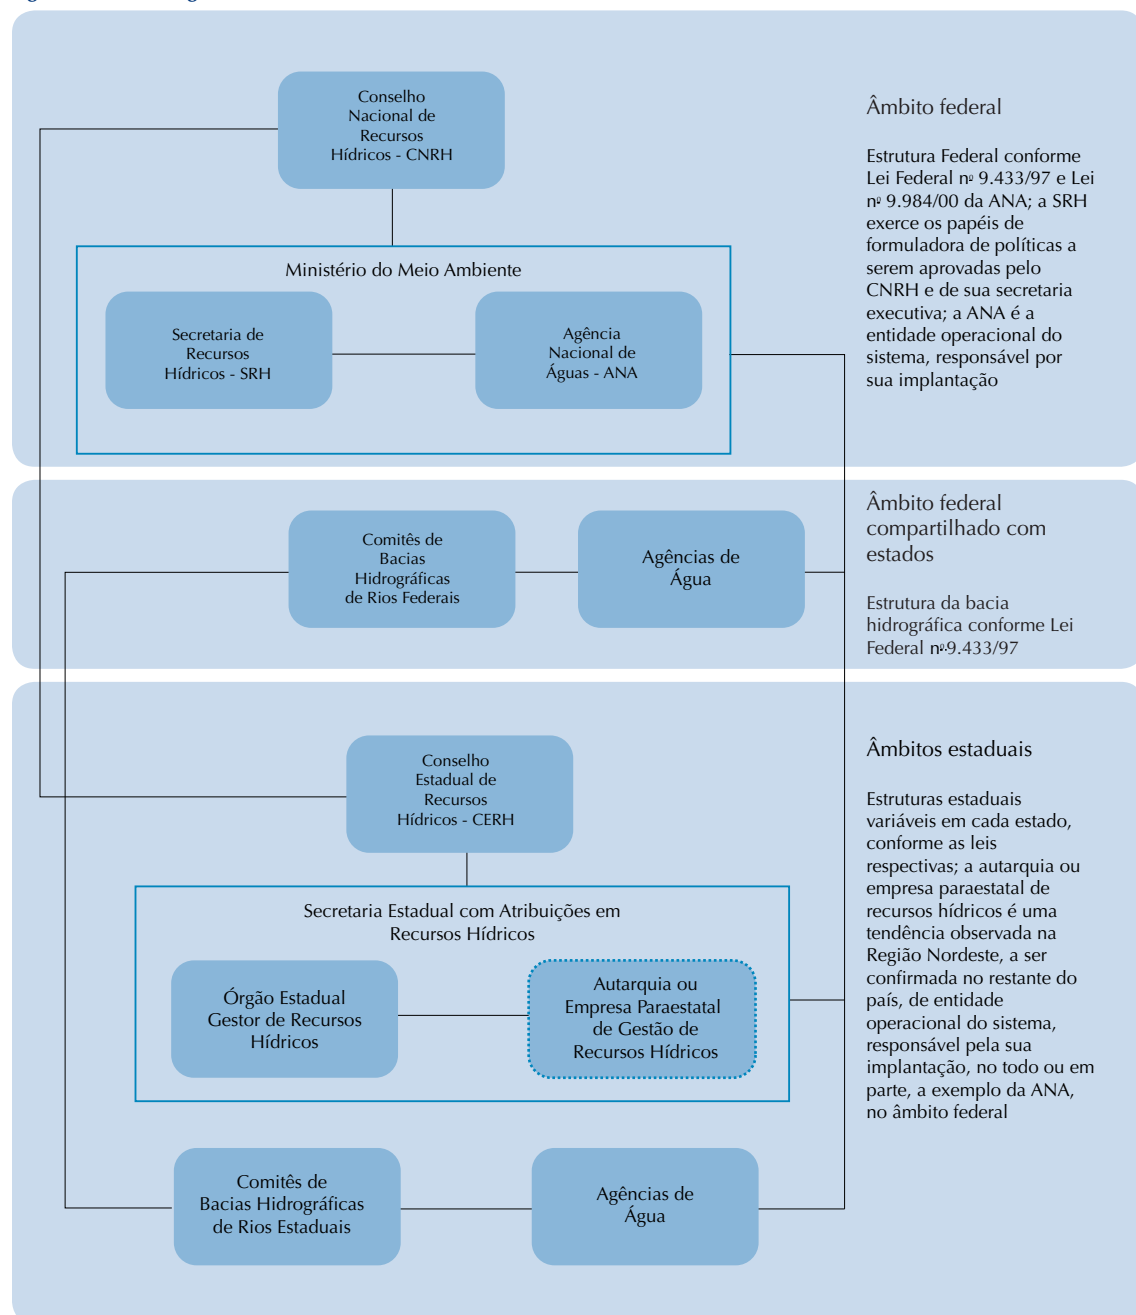 Conselho
Nacional de
Recursos
Hídricos - CNRH
Ministério do Meio Ambiente
Secretaria de
Recursos
Hídricos - SRH
Agência
Nacional de
Águas - ANA
Âmbito federal
Estrutura Federal conforme
Lei Federal nº 9.433/97 e Lei
nº 9.984/00 da ANA; a SRH
exerce os papéis de
formuladora de políticas a
serem aprovadas pelo
CNRH e de sua secretaria
executiva; a ANA é a
entidade operacional do
sistema, responsável por
sua implantação
Comitês de
Bacias
Hidrográficas
de Rios Federais
Agências de
Água
Âmbito federal
compartilhado com
estados
Estrutura da bacia
hidrográfica conforme Lei
Federal nº.9.433/97
Conselho
Estadual de
Recursos
Hídricos - CERH
Secretaria Estadual com Atribuições em
Recursos Hídricos
Órgão Estadual
Gestor de Recursos
Hídricos
Autarquia ou
Empresa Paraestatal
de Gestão de
Recursos Hídricos
Comitês de
Bacias Hidrográficas
de Rios Estaduais
Agências de
Água
Âmbitos estaduais
Estruturas estaduais
variáveis em cada estado,
conforme as leis
respectivas; a autarquia ou
empresa paraestatal de
recursos hídricos é uma
tendência observada na
Região Nordeste, a ser
confirmada no restante do
país, de entidade
operacional do sistema,
responsável pela sua
implantação, no todo ou em
parte, a exemplo da ANA,
no âmbito federal